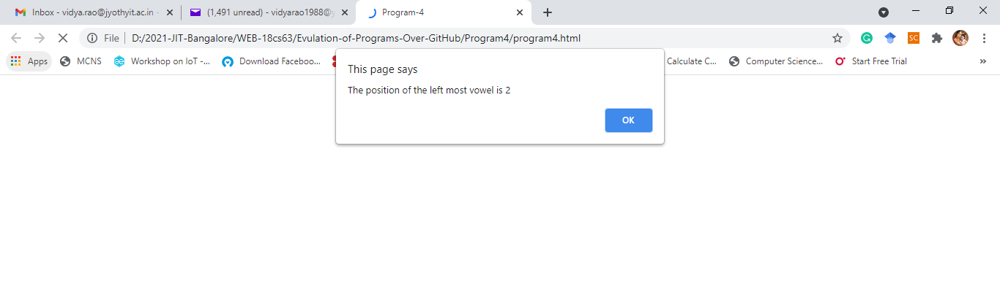 Inbox - vidya.rao@jyothyit.ac.in -
(1,491 unread) - vidyarao1988@y
Program-4
File
D:/2021-JIT-Bangalore/WEB-18cs63/Evulation-of-Programs-Over-GitHub/Program4/program4.html
SC
Apps
MCNS
Workshop on IoT -...
Download Faceboo...
Calculate C...
Computer Science...
Start Free Trial
»
This page says
The position of the left most vowel is 2
OK